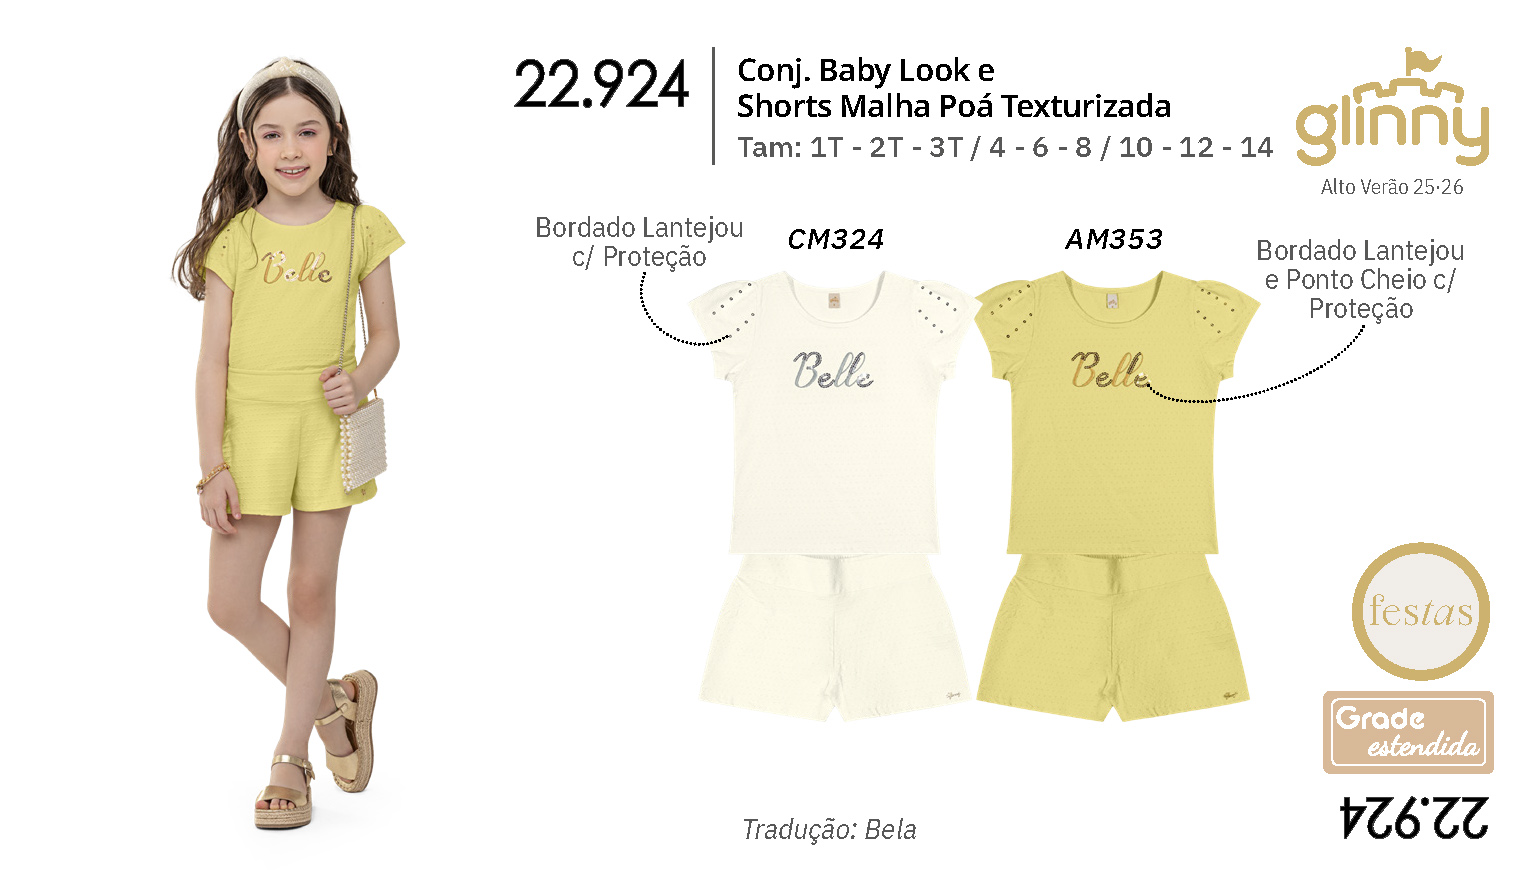 22.924
Conj. Baby Look e
Shorts Malha Poá Texturizada
Tam: 1T - 2T - 3T / 4 - 6 - 8 / 10 - 12 - 14
glinny
Alto Verão 25·26
Bordado Lantejou
c/ Proteção
CM324
AM353
Bordado Lantejou
e Ponto Cheio c/
Proteção
Belle
Belle
Belle
festas
Grade
estendida
22.924
Tradução: Bela